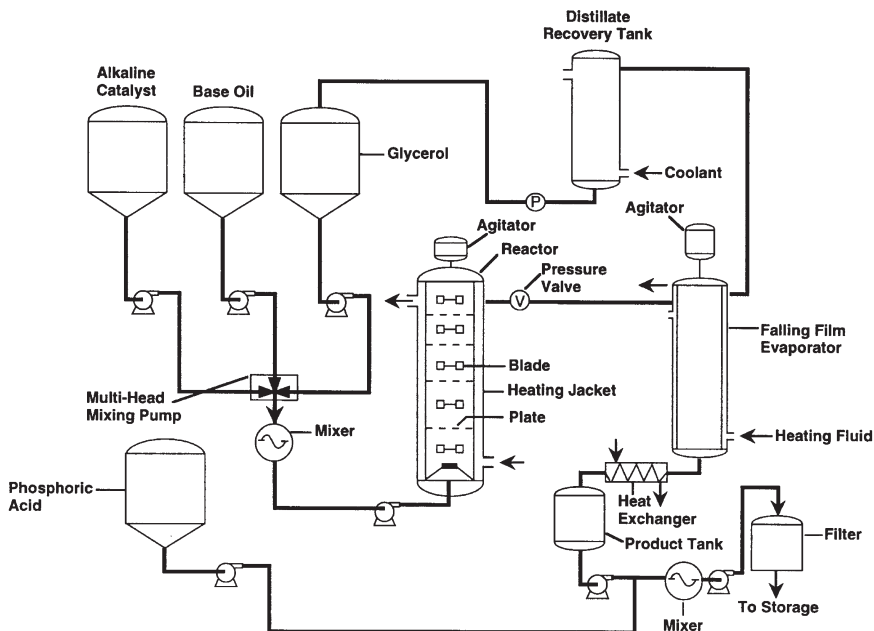 Distillate
Recovery Tank
Alkaline
Catalyst
Base Oil
Glycerol
Coolant
P
Agitator
Agitator
Reactor
Pressure
Valve
V
Falling Film
Evaporator
Blade
Heating Jacket
Multi-Head
Mixing Pump
Plate
Mixer
Heating Fluid
Phosphoric
Acid
Heat
Exchanger
Product Tank
Filter
To Storage
Mixer